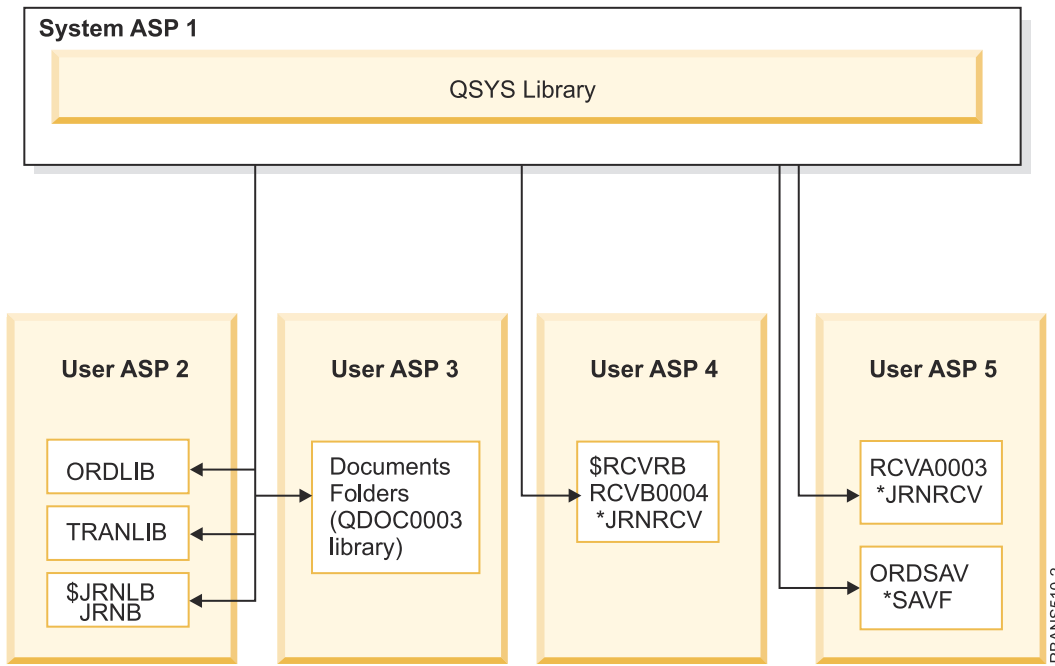 System ASP 1
QSYS Library
User ASP 2
ORDLIB
TRANLIB
$JRNLB
JRNB
User ASP 3
Documents
Folders
(QDOC0003
library)
User ASP 4
$RCVRB
RCVB0004
*JRNRCV
User ASP 5
RCVA0003
*JRNRCV
ORDSAV
*SAVF